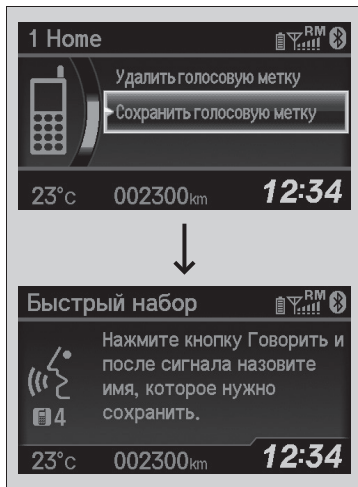 1 Home RM
Удалить голосовую метку
Сохранить голосовую метку
23°C 002300km 12:34
Быстрый набор RM
Нажмите кнопку Говорить и
после сигнала назовите
имя, которое нужно
4 сохранить.
23°C 002300km 12:34